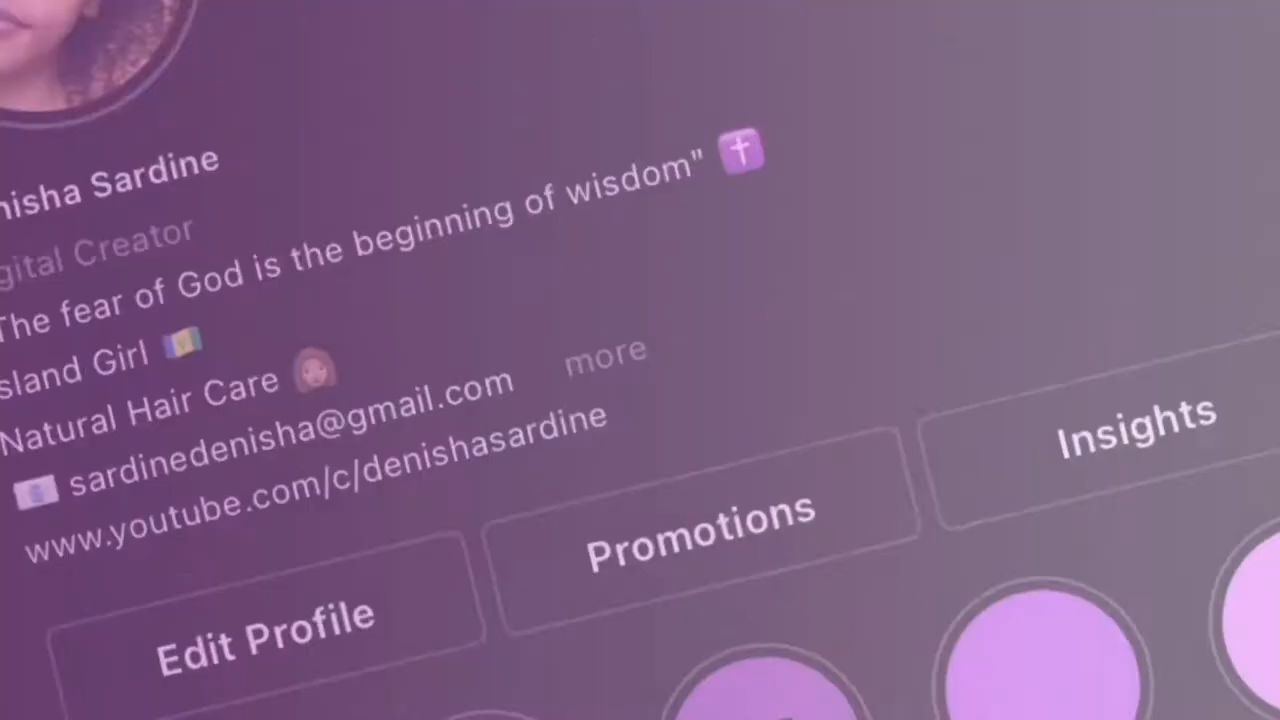 nisha Sardine
gital Creator
The fear of God is the beginning of wisdom" ✝️
sland Girl 🇧🇧
Natural Hair Care 👩🏽
📧 sardinedenisha@gmail.com more
www.youtube.com/c/denishasardine
Edit Profile
Promotions
Insights